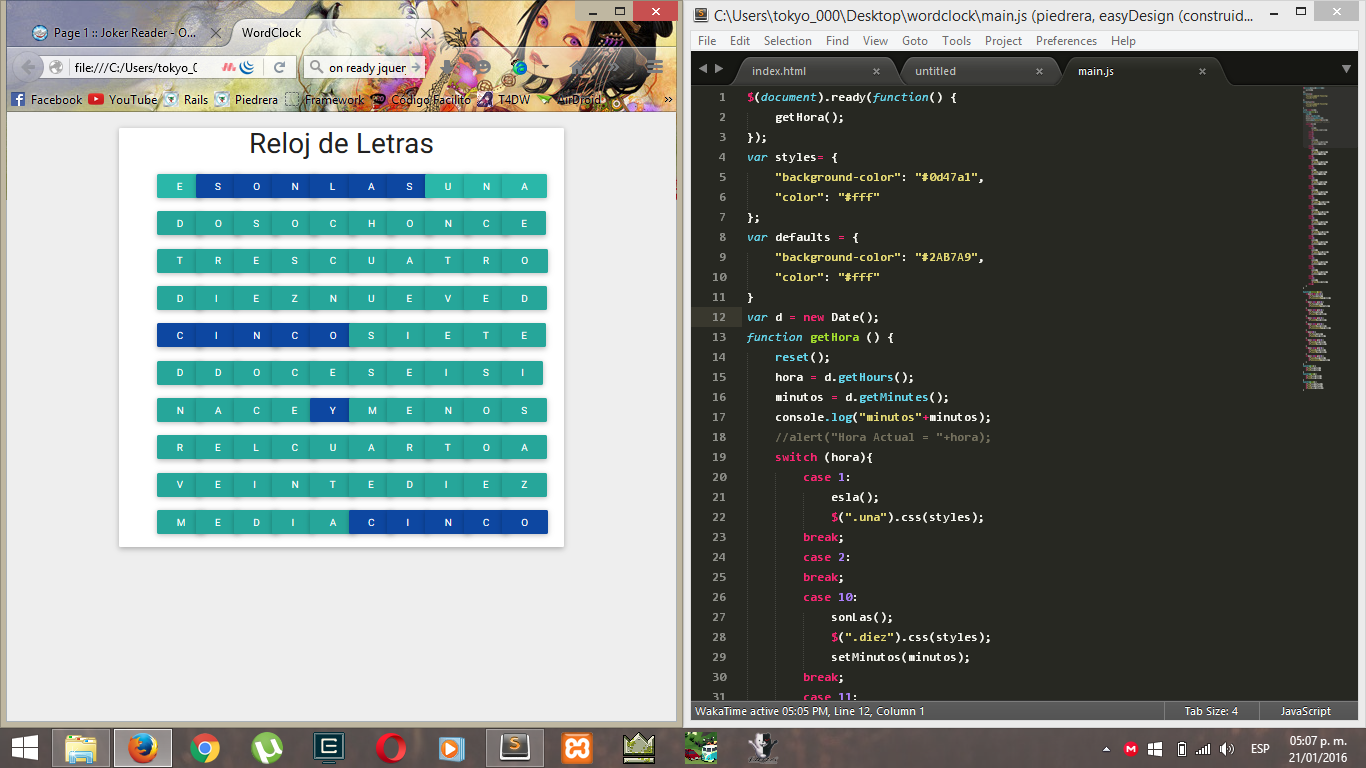 Page 1 :: Joker Reader - O...
WordClock
file:///C:/Users/tokyo_0
on ready jquer
Facebook YouTube Rails Piedrera Framework Código Facilito T4DW AirDroid »
Reloj de Letras
E S O N L A S U N A
D O S O C H O N C E
T R E S C U A T R O
D I E Z N U E V E D
C I N C O S I E T E
D D O C E S E I S I
N A C E Y M E N O S
R E L C U A R T O A
V E I N T E D I E Z
M E D I A C I N C O
C:\Users\tokyo_000\Desktop\wordclock\main.js (piedrera, easyDesign (construid...
File Edit Selection Find View Goto Tools Project Preferences Help
index.html untitled main.js
1 $(document).ready(function() {
2 getHora();
3 });
4 var styles= {
5 "background-color": "#0d47a1",
6 "color": "#fff"
7 };
8 var defaults = {
9 "background-color": "#2AB7A9",
10 "color": "#fff"
11 }
12 var d = new Date();
13 function getHora () {
14 reset();
15 hora = d.getHours();
16 minutos = d.getMinutes();
17 console.log("minutos"+minutos);
18 //alert("Hora Actual = "+hora);
19 switch (hora){
20 case 1:
21 esla();
22 $(".una").css(styles);
23 break;
24 case 2:
25 break;
26 case 10:
27 sonLas();
28 $(".diez").css(styles);
29 setMinutos(minutos);
30 break;
31 case 11:
WakaTime active 05:05 PM, Line 12, Column 1 Tab Size: 4 JavaScript
ESP
05:07 p. m.
21/01/2016